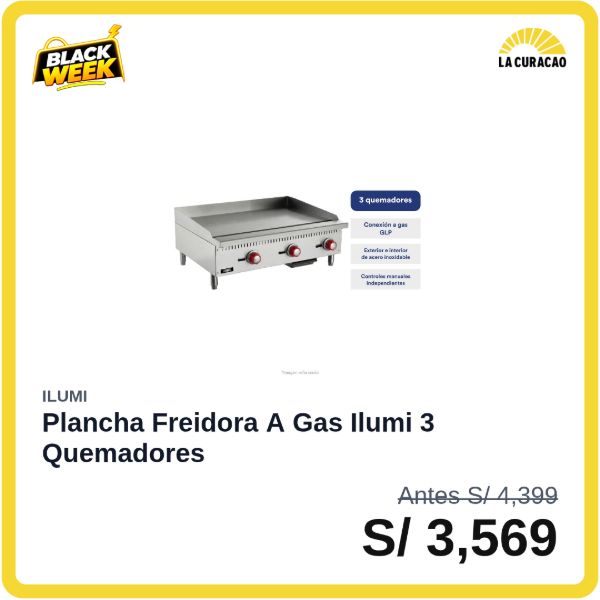 BLACK
WEEK
LA CURACAO
3 quemadores
Conexión a gas
GLP
Exterior e interior
de acero inoxidable
Controles manuales
independientes
ILUMI
Plancha Freidora A Gas Ilumi 3
Quemadores
Antes S/ 4,399
S/ 3,569